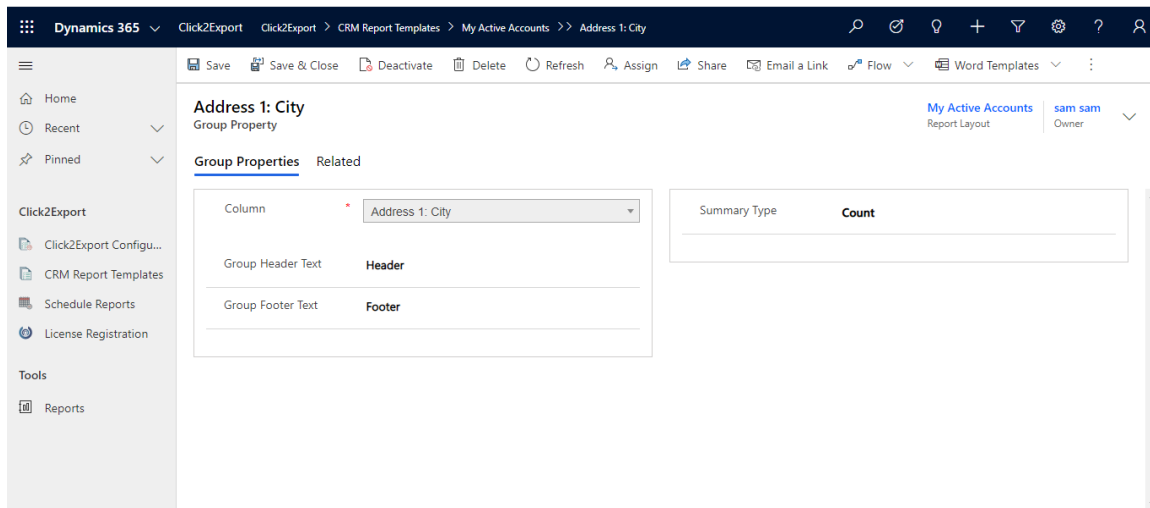 Dynamics 365 Click2Export Click2Export > CRM Report Templates > My Active Accounts >> Address 1: City
Save Save & Close Deactivate Delete Refresh Assign Share Email a Link Flow Word Templates
Home
Recent
Pinned
Click2Export
Click2Export Configu...
CRM Report Templates
Schedule Reports
License Registration
Tools
Reports
Address 1: City
Group Property
My Active Accounts
Report Layout
sam sam
Owner
Group Properties Related
Column * Address 1: City
Group Header Text Header
Group Footer Text Footer
Summary Type Count